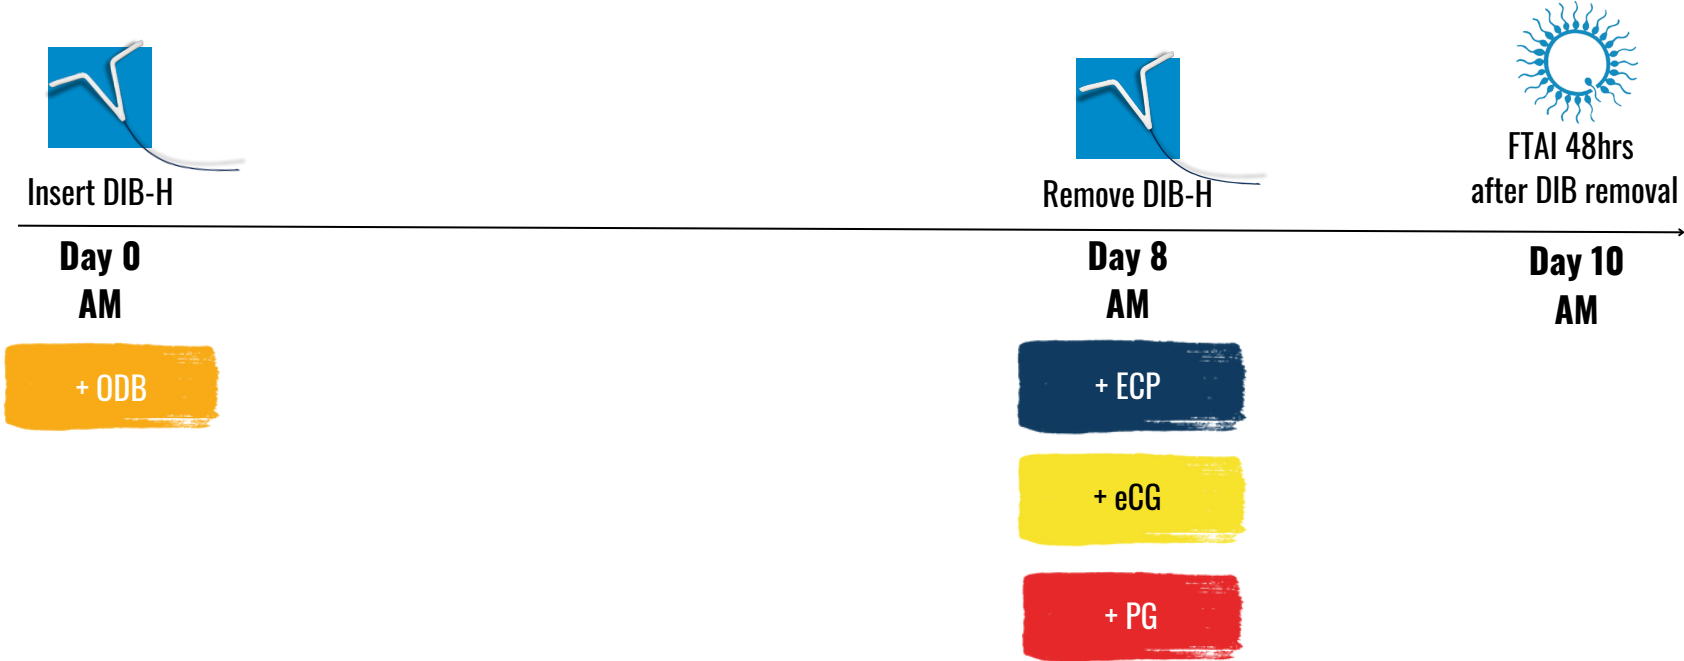 Insert DIB-H
Remove DIB-H
FTAI 48hrs
after DIB removal
Day 0
AM
Day 8
AM
Day 10
AM
+ ODB
+ ECP
+ eCG
+ PG